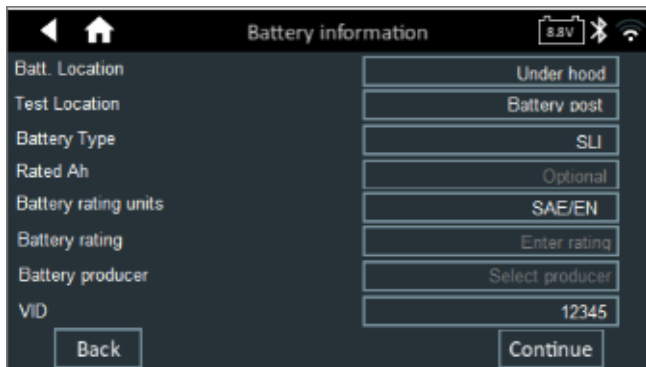 Battery information
8.8V
Batt. Location
Under hood
Test Location
Battery post
Battery Type
SLI
Rated Ah
Optional
Battery rating units
SAE/EN
Battery rating
Enter rating
Battery producer
Select producer
VID
12345
Back
Continue